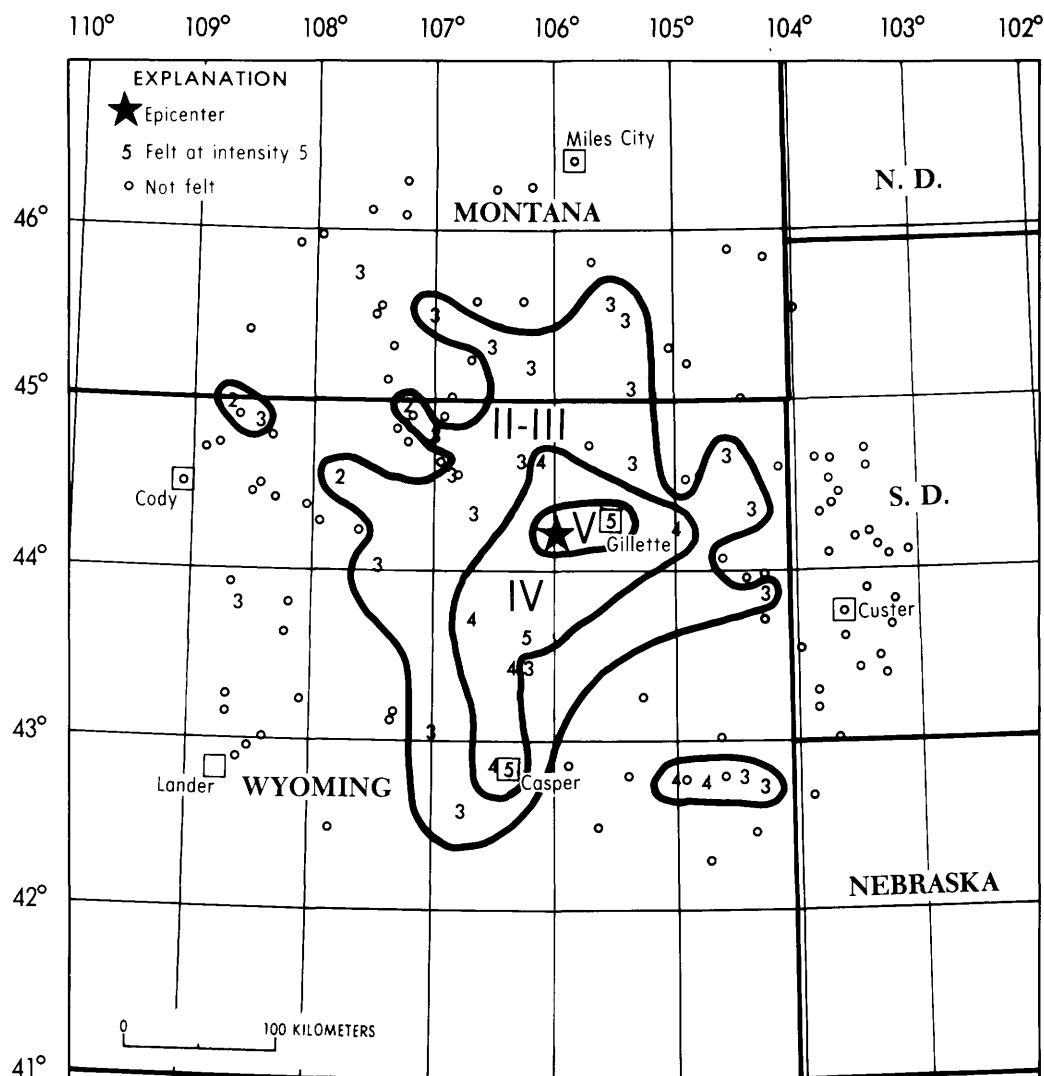 110° 109° 108° 107° 106° 105° 104° 103° 102°
EXPLANATION
Epicenter
5 Felt at intensity 5
Not felt
Miles City
N. D.
MONTANA
46°
3
3 3
3 3
3 3
45°
3
2 3
2
II-III
3 4 3 3
Cody
2 3
S. D.
3 3
V 5 4
Gillette
44°
3
IV
3 3
Custer
4
5
4 3
43°
3
Lander
WYOMING
4 5
Casper
4 4 3 3
3
42°
NEBRASKA
0 100 KILOMETERS
41°